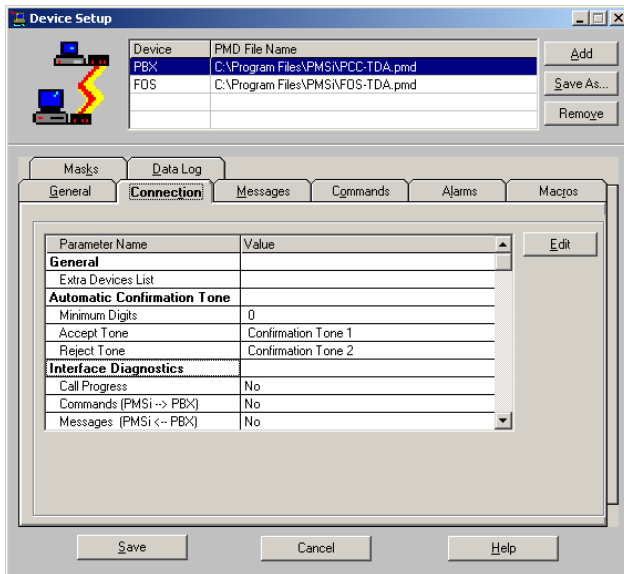 Device Setup
Device PMD File Name
PBX C:\Program Files\PMSi\PCC-TDA.pmd
FOS C:\Program Files\PMSi\FOS-TDA.pmd
Add
Save As...
Remove
Masks Data Log
General Connection Messages Commands Alarms Macros
Parameter Name Value
General
Extra Devices List
Automatic Confirmation Tone
Minimum Digits 0
Accept Tone Confirmation Tone 1
Reject Tone Confirmation Tone 2
Interface Diagnostics
Call Progress No
Commands (PMSi --> PBX) No
Messages (PMSi <-- PBX) No
Edit
Save Cancel Help